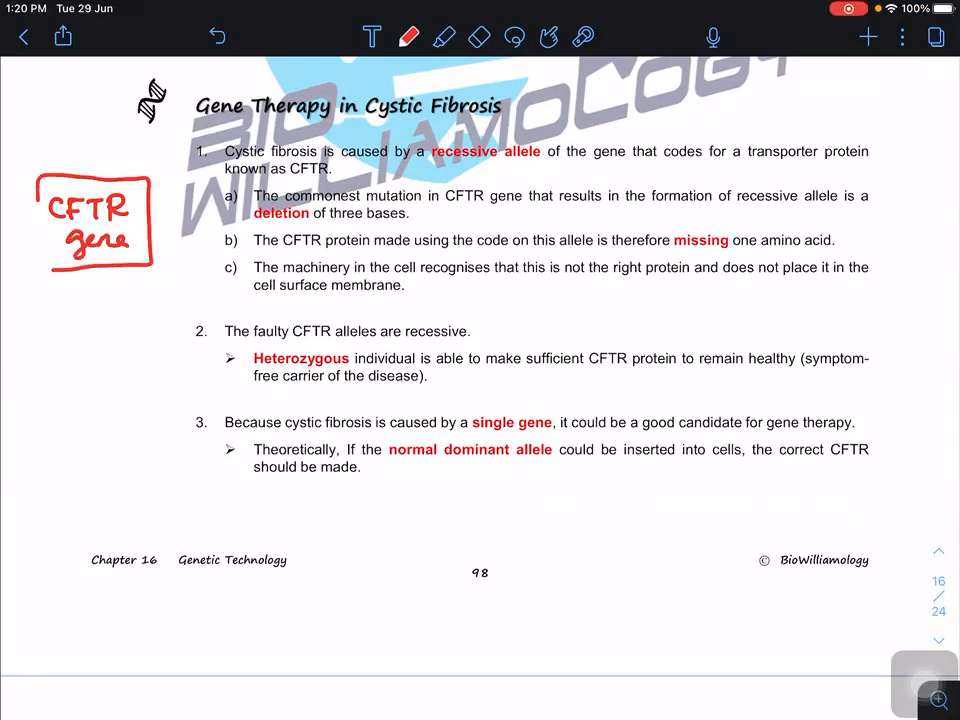 1:20 PM Tue 29 Jun
100%
T
Gene Therapy in Cystic Fibrosis
BIO WILLIAMOLOGY
1. Cystic fibrosis is caused by a recessive allele of the gene that codes for a transporter protein
known as CFTR.
a) The commonest mutation in CFTR gene that results in the formation of recessive allele is a
deletion of three bases.
b) The CFTR protein made using the code on this allele is therefore missing one amino acid.
c) The machinery in the cell recognises that this is not the right protein and does not place it in the
cell surface membrane.
CFTR
gene
2. The faulty CFTR alleles are recessive.
➢ Heterozygous individual is able to make sufficient CFTR protein to remain healthy (symptom-
free carrier of the disease).
3. Because cystic fibrosis is caused by a single gene, it could be a good candidate for gene therapy.
➢ Theoretically, If the normal dominant allele could be inserted into cells, the correct CFTR
should be made.
Chapter 16 Genetic Technology
98
© BioWilliamology
16
/
24